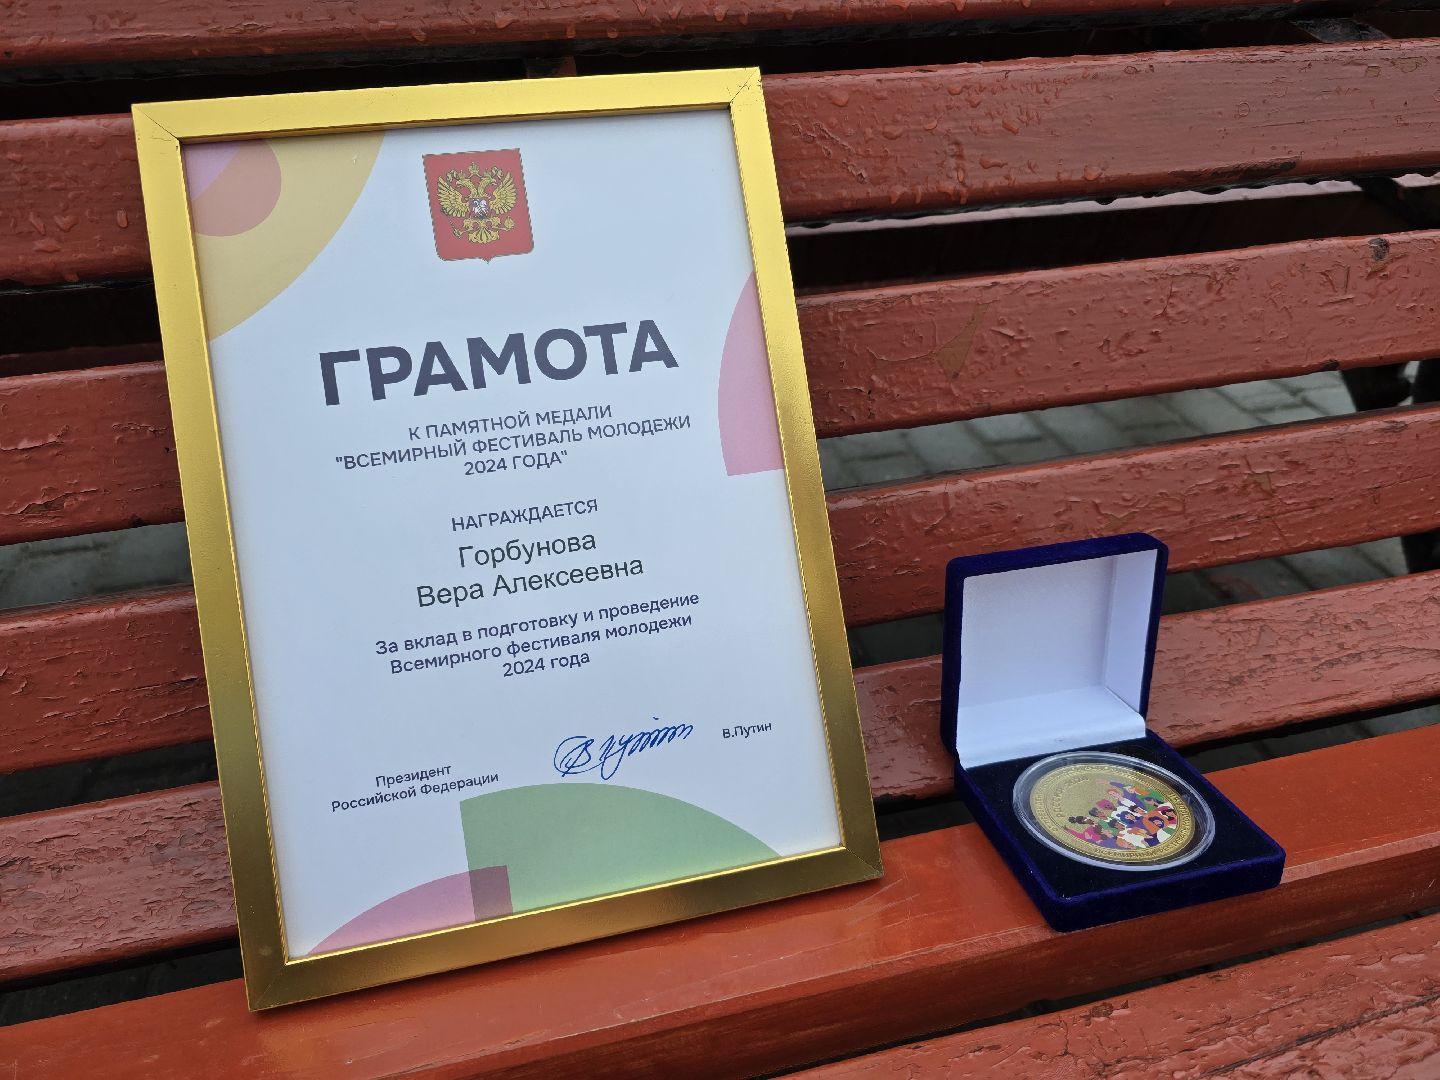 ГРАМОТА
К ПАМЯТНОЙ МЕДАЛИ
"ВСЕМИРНЫЙ ФЕСТИВАЛЬ МОЛОДЕЖИ
2024 ГОДА"
НАГРАЖДАЕТСЯ
Горбунова
Вера Алексеевна
За вклад в подготовку и проведение
Всемирного фестиваля молодежи
2024 года
Президент
Российской Федерации
В.Путин